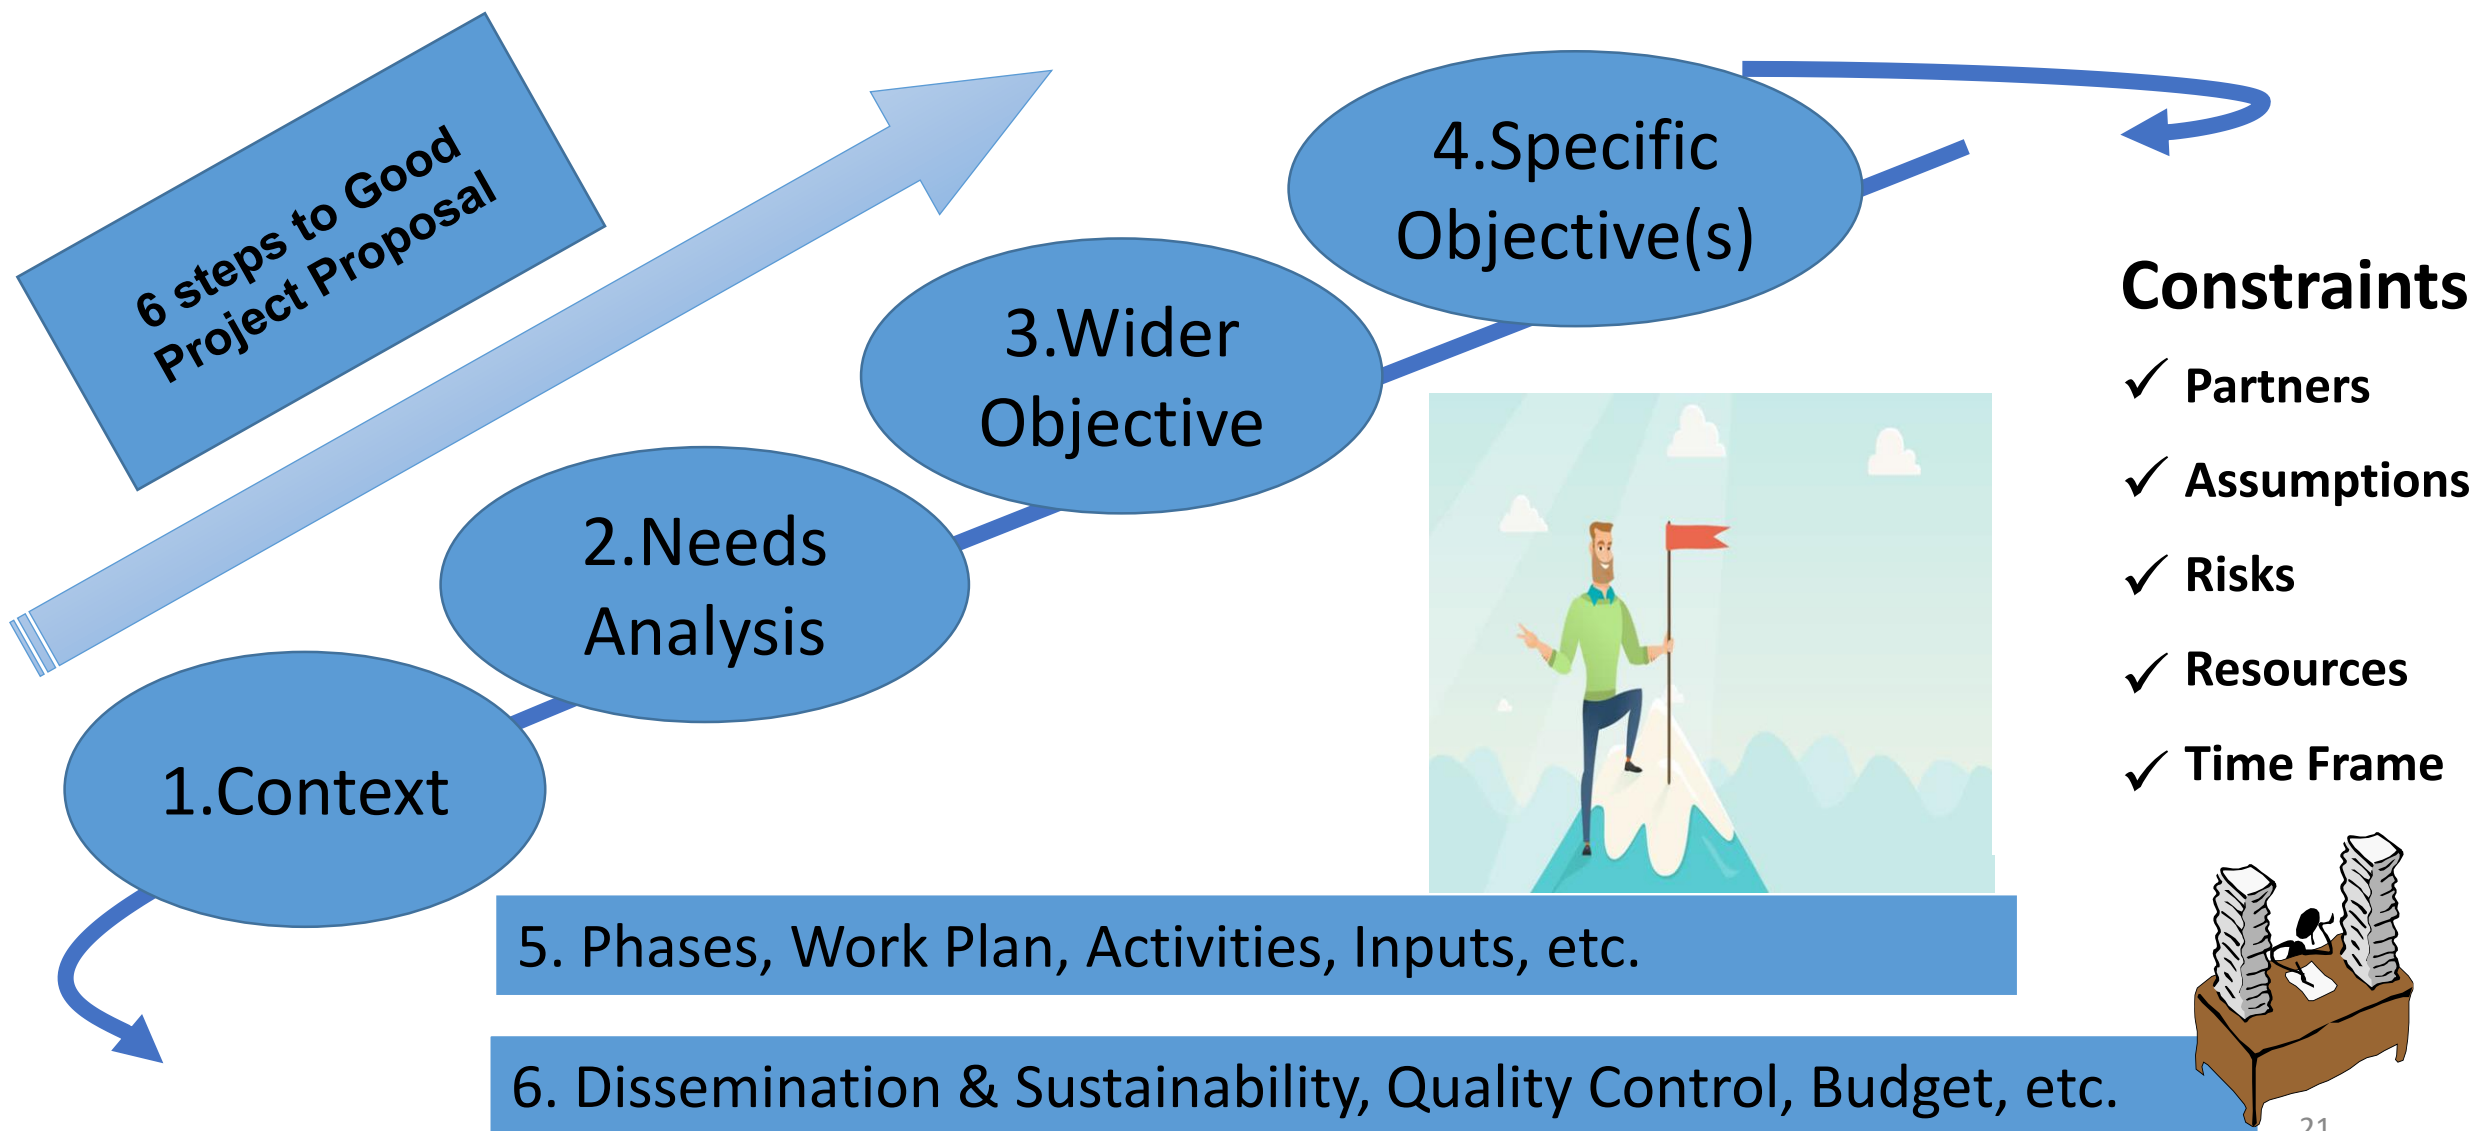 6 steps to Good
Project Proposal
4.Specific
Objective(s)
3.Wider
Objective
2.Needs
Analysis
1.Context
Constraints
✓ Partners
✓ Assumptions
✓ Risks
✓ Resources
✓ Time Frame
5. Phases, Work Plan, Activities, Inputs, etc.
6. Dissemination & Sustainability, Quality Control, Budget, etc.
21